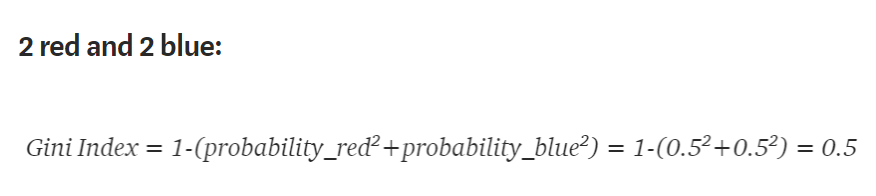 2 red and 2 blue:
Gini Index = 1-(probability_red²+probability_blue²) = 1-(0.5²+0.5²) = 0.5